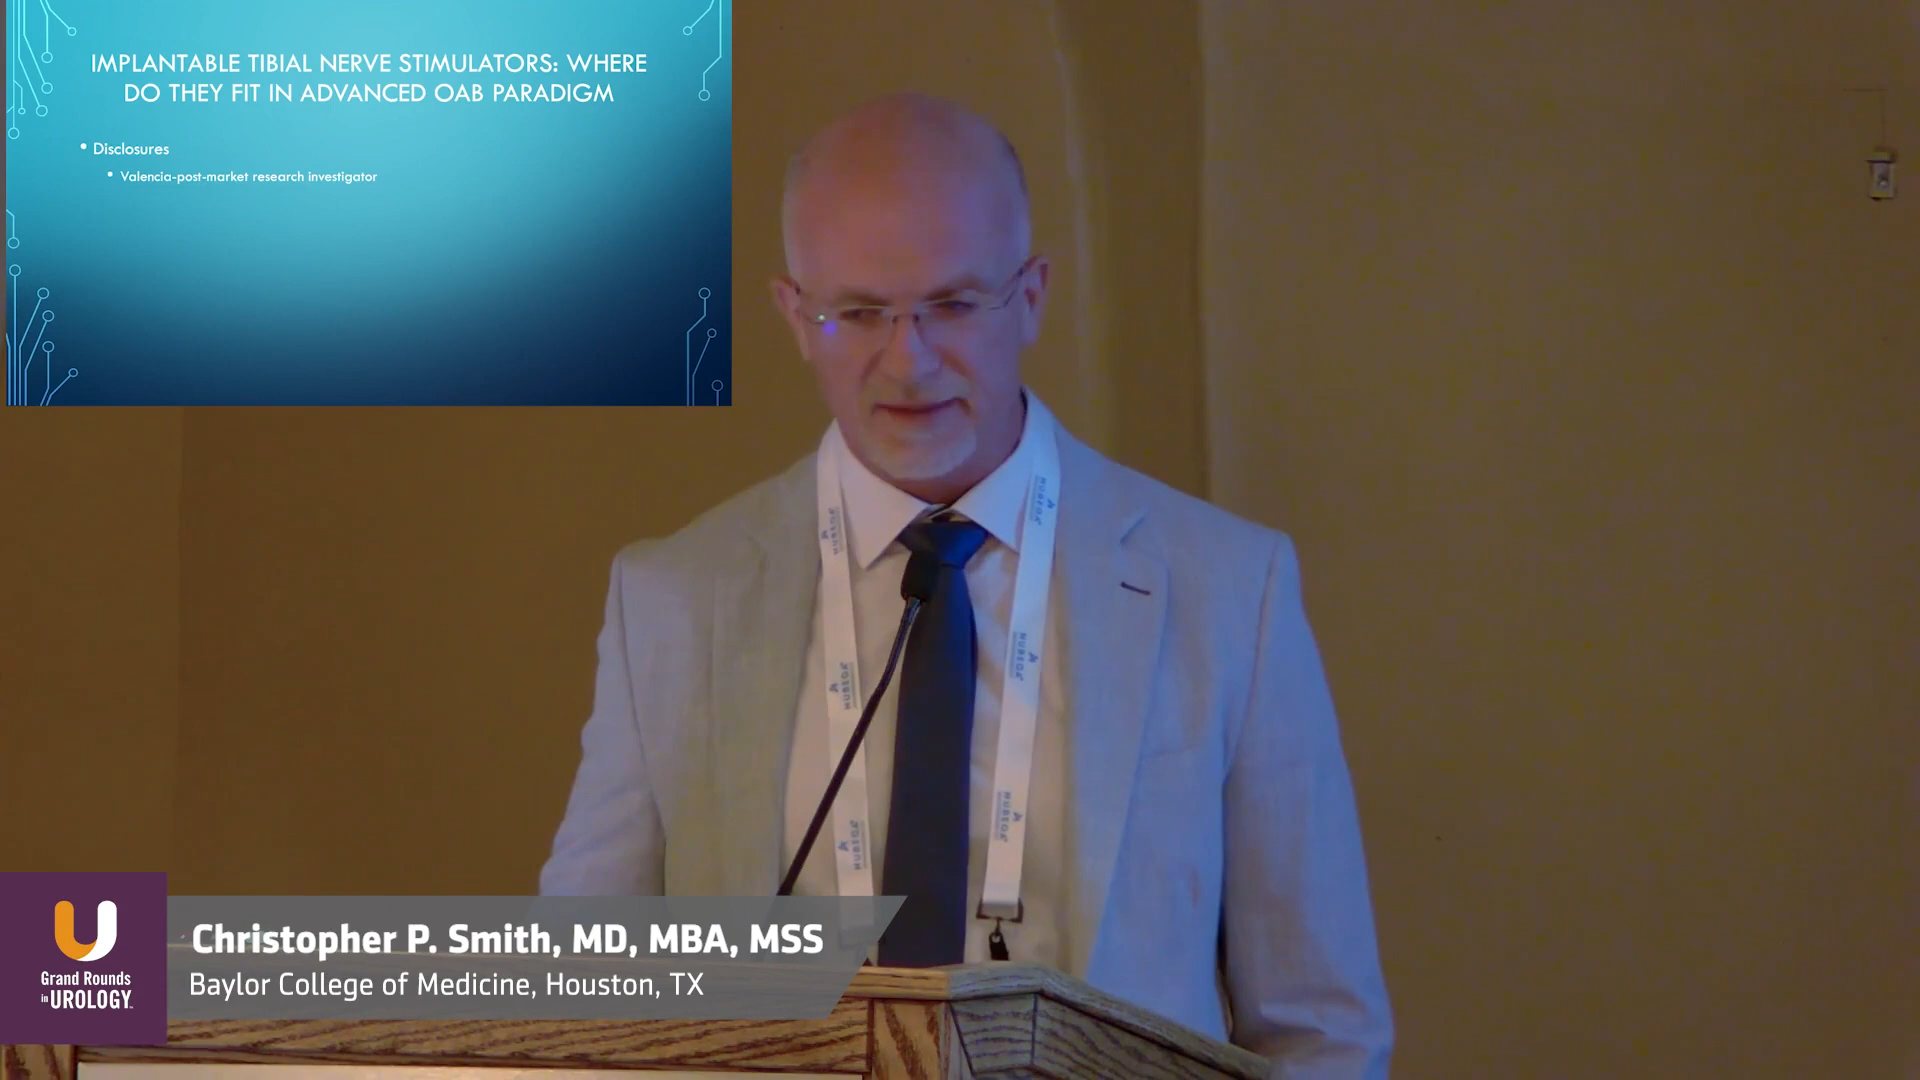 IMPLANTABLE TIBIAL NERVE STIMULATORS: WHERE
DO THEY FIT IN ADVANCED OAB PARADIGM
• Disclosures
• Valencia-post-market research investigator
Christopher P. Smith, MD, MBA, MSS
Baylor College of Medicine, Houston, TX
Grand Rounds
in UROLOGY